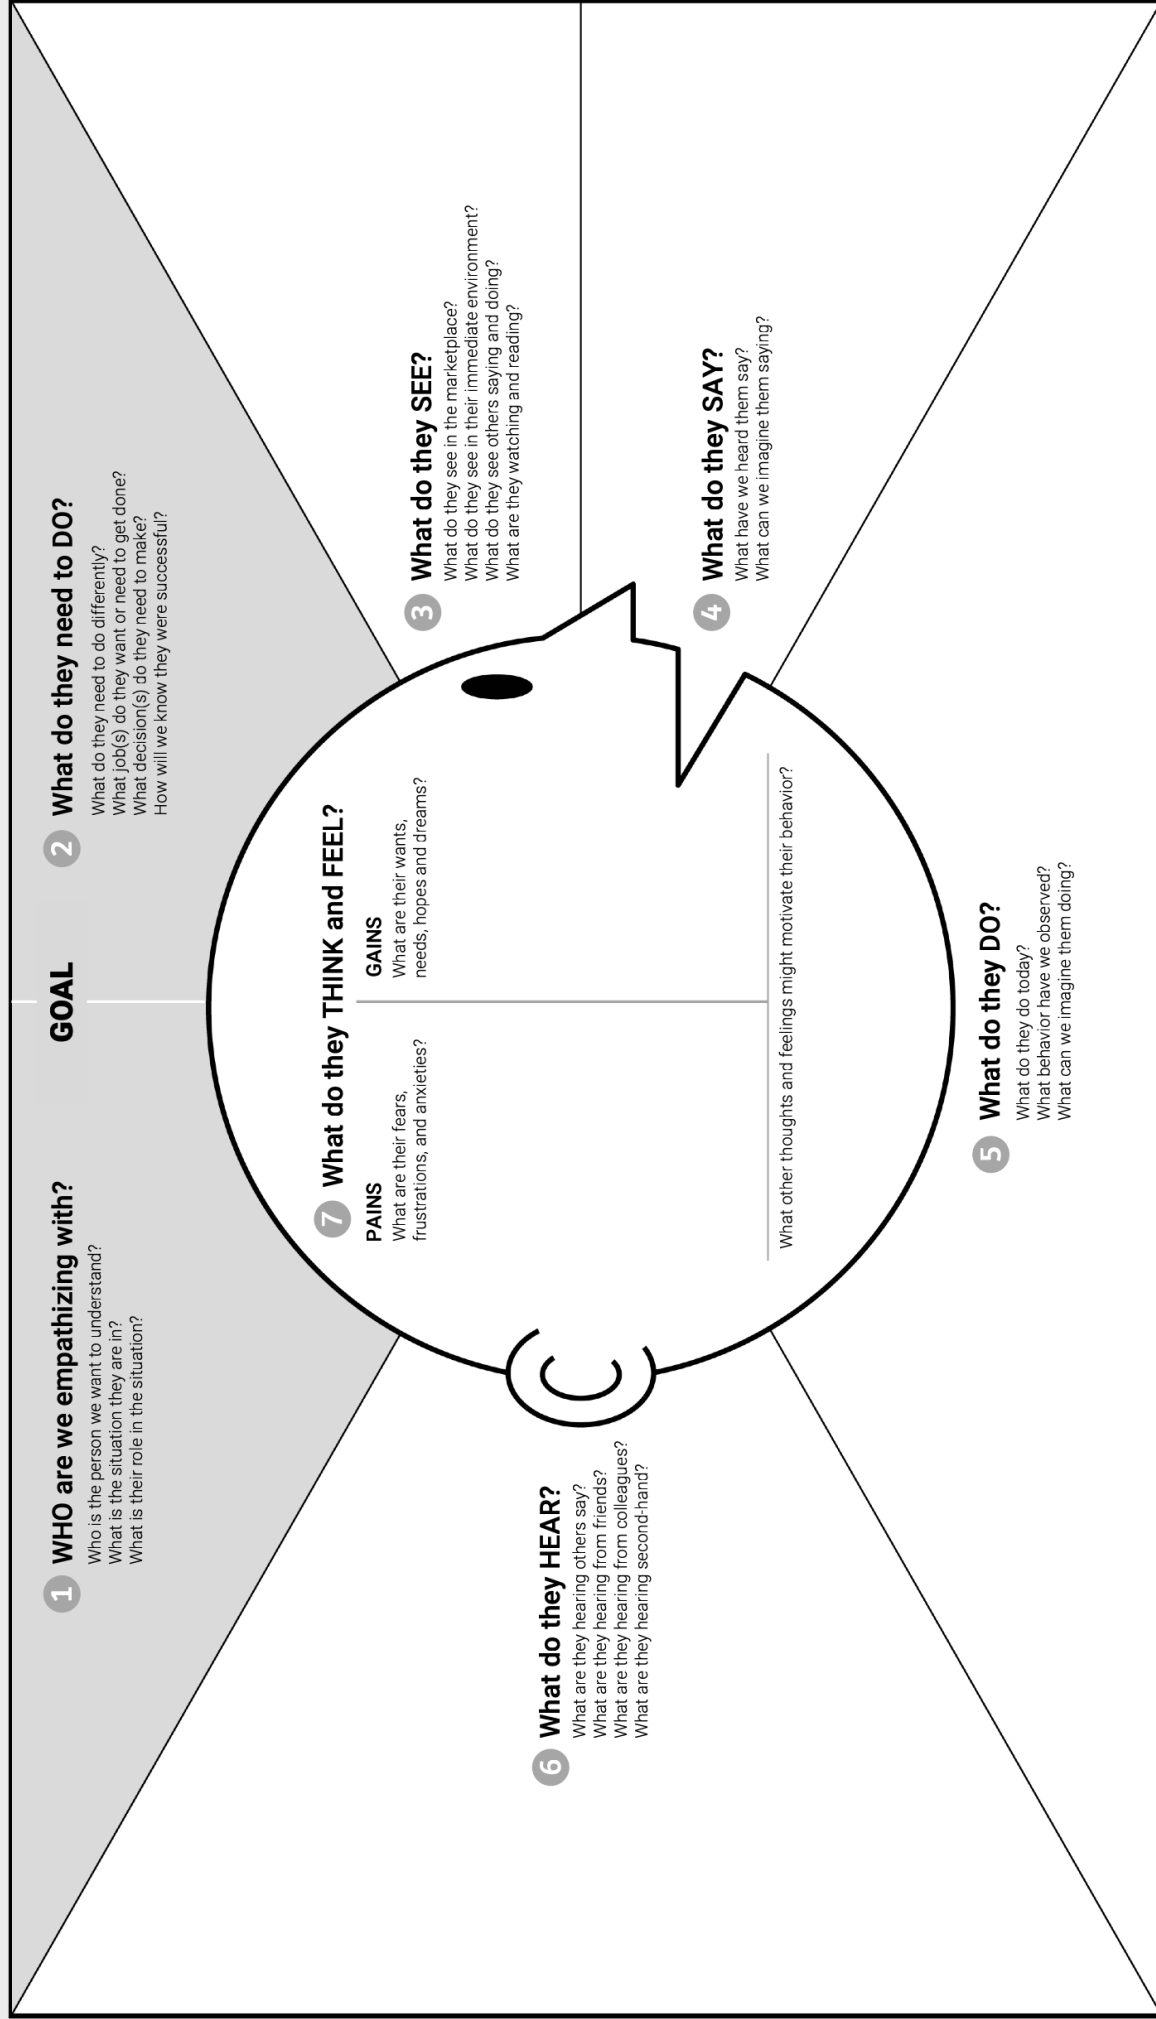 GOAL
1 WHO are we empathizing with?
Who is the person we want to understand?
What is the situation they are in?
What is their role in the situation?
2 What do they need to DO?
What do they need to do differently?
What job(s) do they want or need to get done?
What decision(s) do they need to make?
How will we know they were successful?
3 What do they SEE?
What do they see in the marketplace?
What do they see in their immediate environment?
What do they see others saying and doing?
What are they watching and reading?
4 What do they SAY?
What have we heard them say?
What can we imagine them saying?
5 What do they DO?
What do they do today?
What behavior have we observed?
What can we imagine them doing?
6 What do they HEAR?
What are they hearing others say?
What are they hearing from friends?
What are they hearing from colleagues?
What are they hearing second-hand?
7 What do they THINK and FEEL?
PAINS
What are their fears,
frustrations, and anxieties?
GAINS
What are their wants,
needs, hopes and dreams?
What other thoughts and feelings might motivate their behavior?